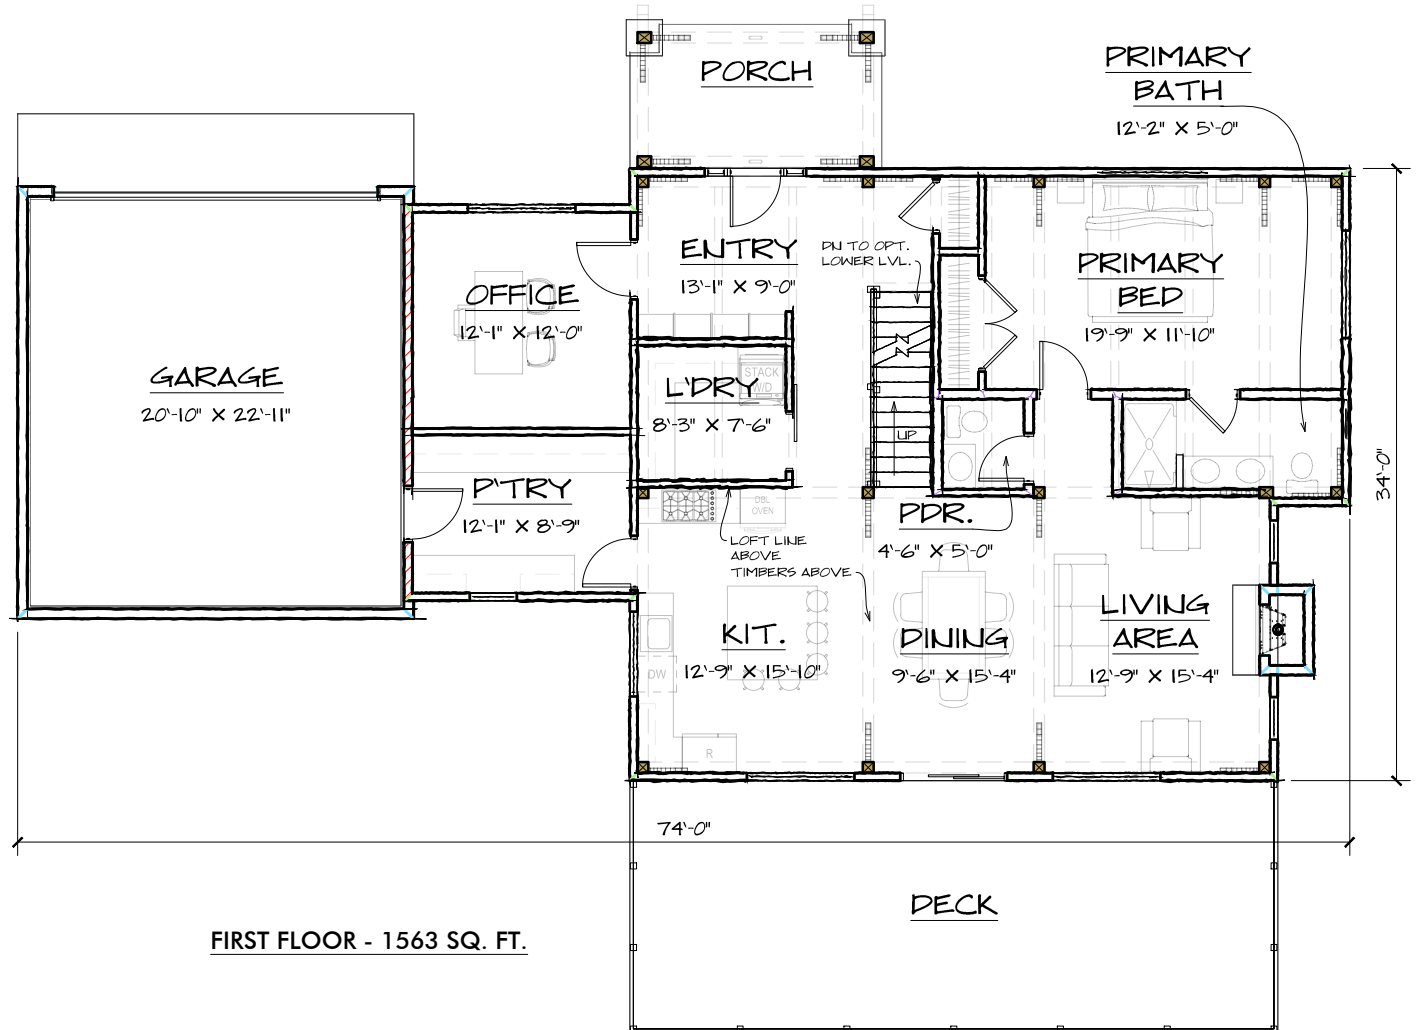 PORCH
PRIMARY
BATH
12'-2" X 5'-0"
ENTRY
13'-1" X 9'-0"
DN TO OPT.
LOWER LVL.
PRIMARY
BED
19'-9" X 11'-10"
OFFICE
12'-1" X 12'-0"
GARAGE
20'-10" X 22'-11"
STACK
W/D
L'DRY
8'-3" X 7'-6"
UP
34'-0"
P'TRY
12'-1" X 8'-9"
DBL
OVEN
PDR.
4'-6" X 5'-0"
LOFT LINE
ABOVE
TIMBERS ABOVE
KIT.
12'-9" X 15'-10"
DW
R
DINING
9'-6" X 15'-4"
LIVING
AREA
12'-9" X 15'-4"
74'-0"
DECK
FIRST FLOOR - 1563 SQ. FT.